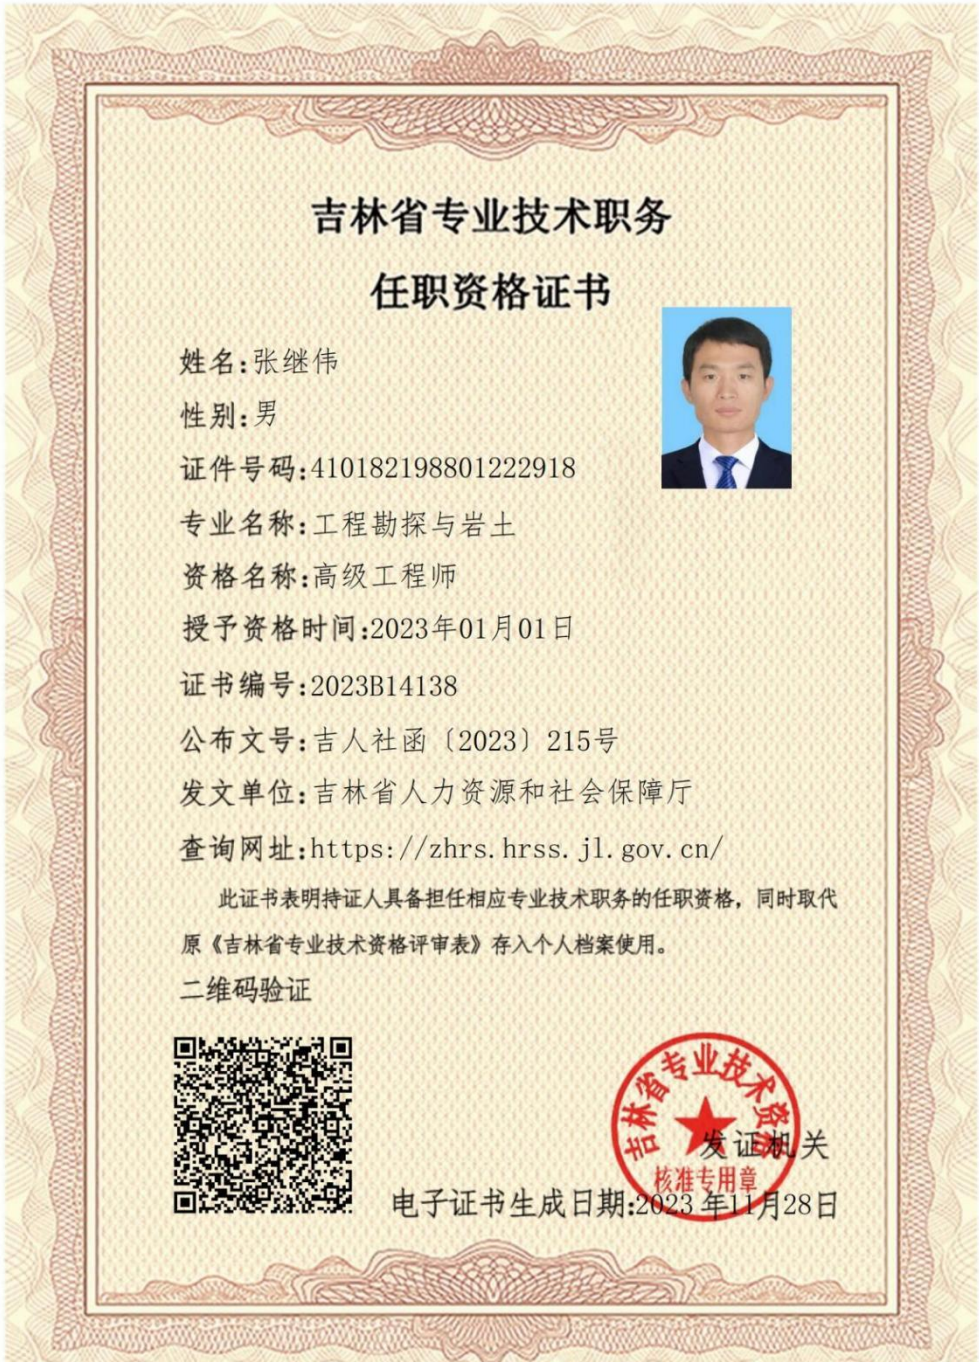 吉林省专业技术职务
任职资格证书
姓名:张继伟
性别:男
证件号码:410182198801222918
专业名称:工程勘探与岩土
资格名称:高级工程师
授予资格时间:2023年01月01日
证书编号:2023B14138
公布文号:吉人社函〔2023〕215号
发文单位:吉林省人力资源和社会保障厅
查询网址:https://zhrs.hrss.jl.gov.cn/
此证书表明持证人具备担任相应专业技术职务的任职资格，同时取代
原《吉林省专业技术资格评审表》存入个人档案使用。
二维码验证
吉林省专业技术资格
核准专用章
发证机关
电子证书生成日期:2023年11月28日